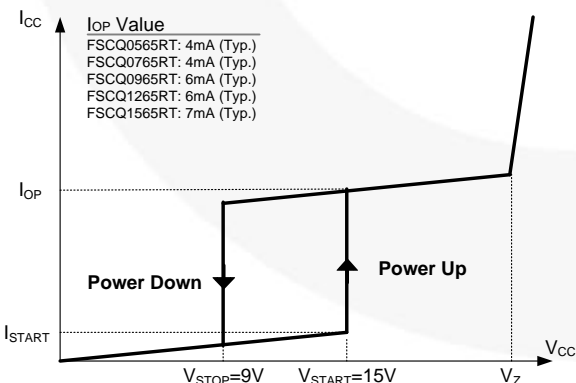 ICC
IOP Value
FSCQ0565RT: 4mA (Typ.)
FSCQ0765RT: 4mA (Typ.)
FSCQ0965RT: 6mA (Typ.)
FSCQ1265RT: 6mA (Typ.)
FSCQ1565RT: 7mA (Typ.)
IOP
Power Down
Power Up
ISTART
VCC
VSTOP=9V
VSTART=15V
VZ